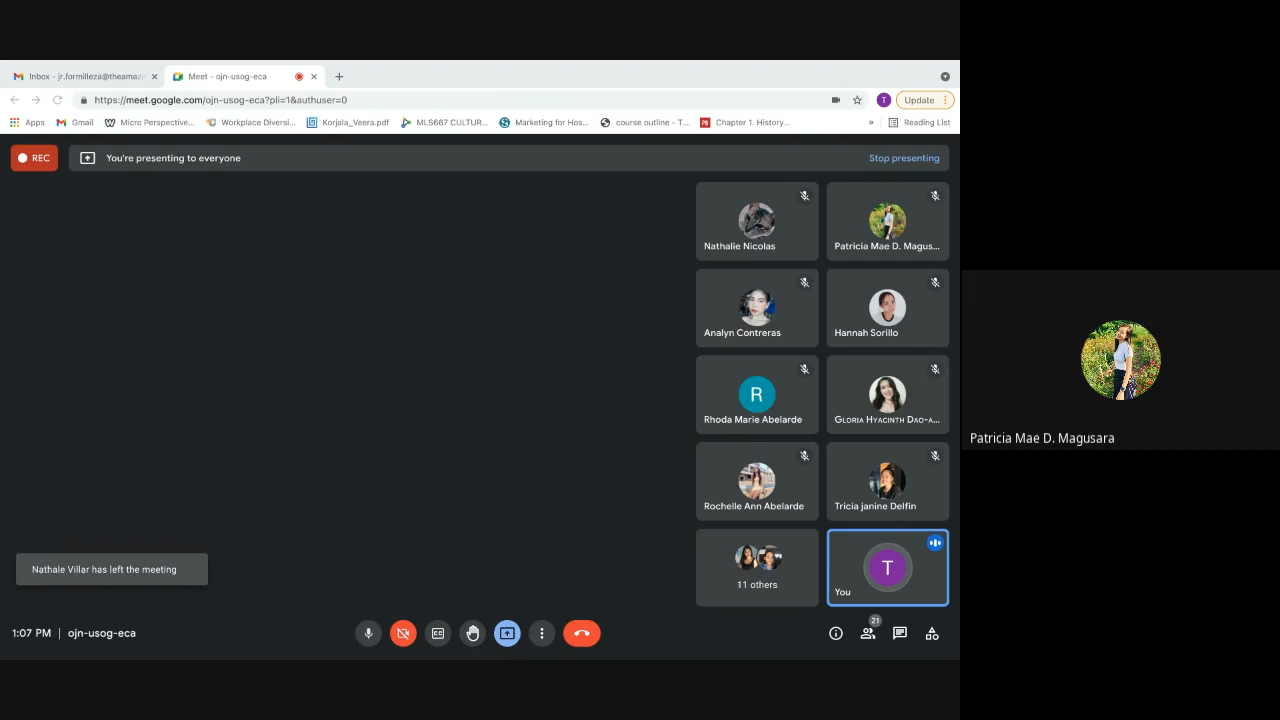 Inbox - jr.formilleza@theamazi
Meet - ojn-usog-eca
https://meet.google.com/ojn-usog-eca?pli=1&authuser=0
T
Update
Apps
Gmail
Micro Perspective...
Workplace Diversi...
Korjala_Veera.pdf
MLS667 CULTUR...
Marketing for Hos...
course outline - T...
Chapter 1. History...
»
Reading List
REC
You're presenting to everyone
Stop presenting
Nathalie Nicolas
Patricia Mae D. Magus...
Analyn Contreras
Hannah Sorillo
R
Rhoda Marie Abelarde
Gloria Hyacinth Dao-a...
Rochelle Ann Abelarde
Tricia janine Delfin
11 others
T
You
Patricia Mae D. Magusara
Nathale Villar has left the meeting
1:07 PM | ojn-usog-eca
CC
21